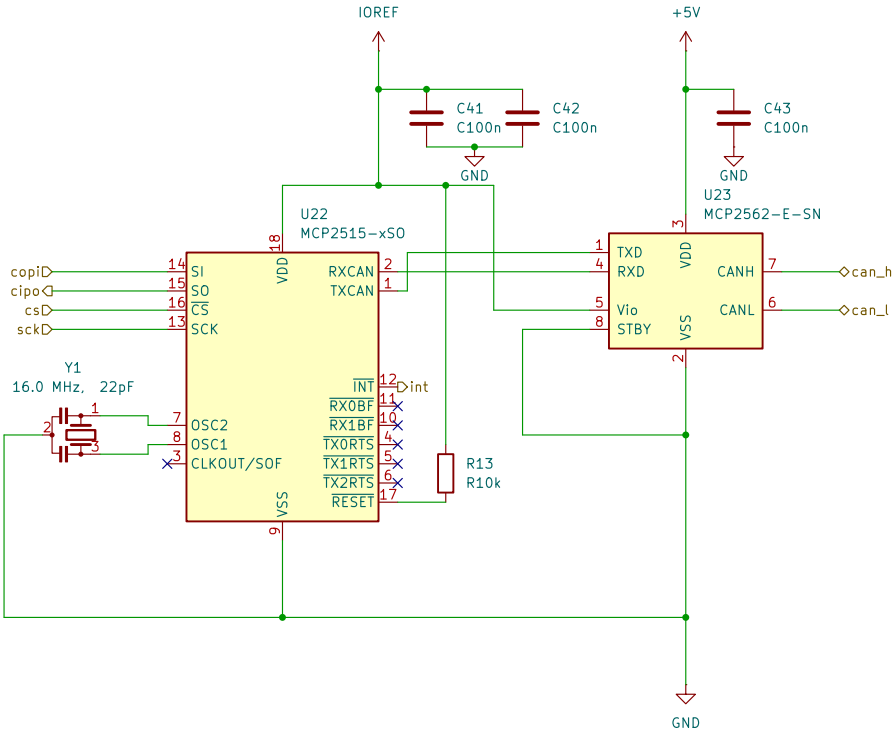 IOREF
+5V
C41
C100n
C42
C100n
C43
C100n
GND
GND
U22
MCP2515-xSO
U23
MCP2562-E-SN
18
VDD
3
VDD
copi
14
SI
cipo
15
SO
cs
16
CS
sck
13
SCK
RXCAN
2
TXCAN
1
1
TXD
4
RXD
5
Vio
8
STBY
CANH
7
can_h
CANL
6
can_l
VSS
2
Y1
16.0 MHz, 22pF
1
2
3
7
OSC2
8
OSC1
3
CLKOUT/SOF
INT
12
int
RX0BF
11
RX1BF
10
TX0RTS
4
TX1RTS
5
TX2RTS
6
RESET
17
R13
R10k
VSS
9
GND